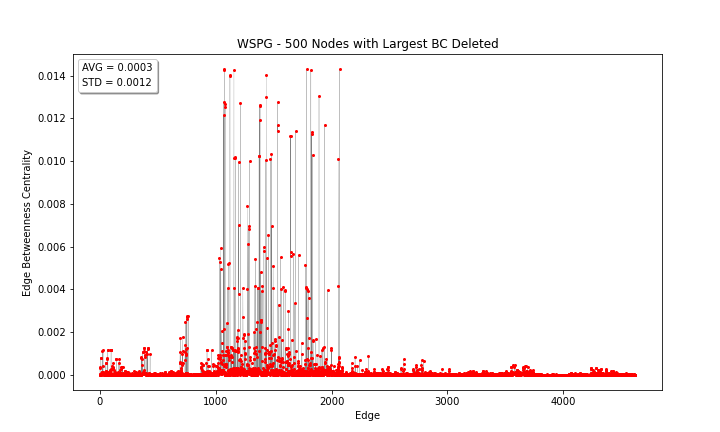 WSPG - 500 Nodes with Largest BC Deleted
AVG = 0.0003
STD = 0.0012
Edge Betweenness Centrality
0.014
0.012
0.010
0.008
0.006
0.004
0.002
0.000
0 1000 2000 3000 4000
Edge